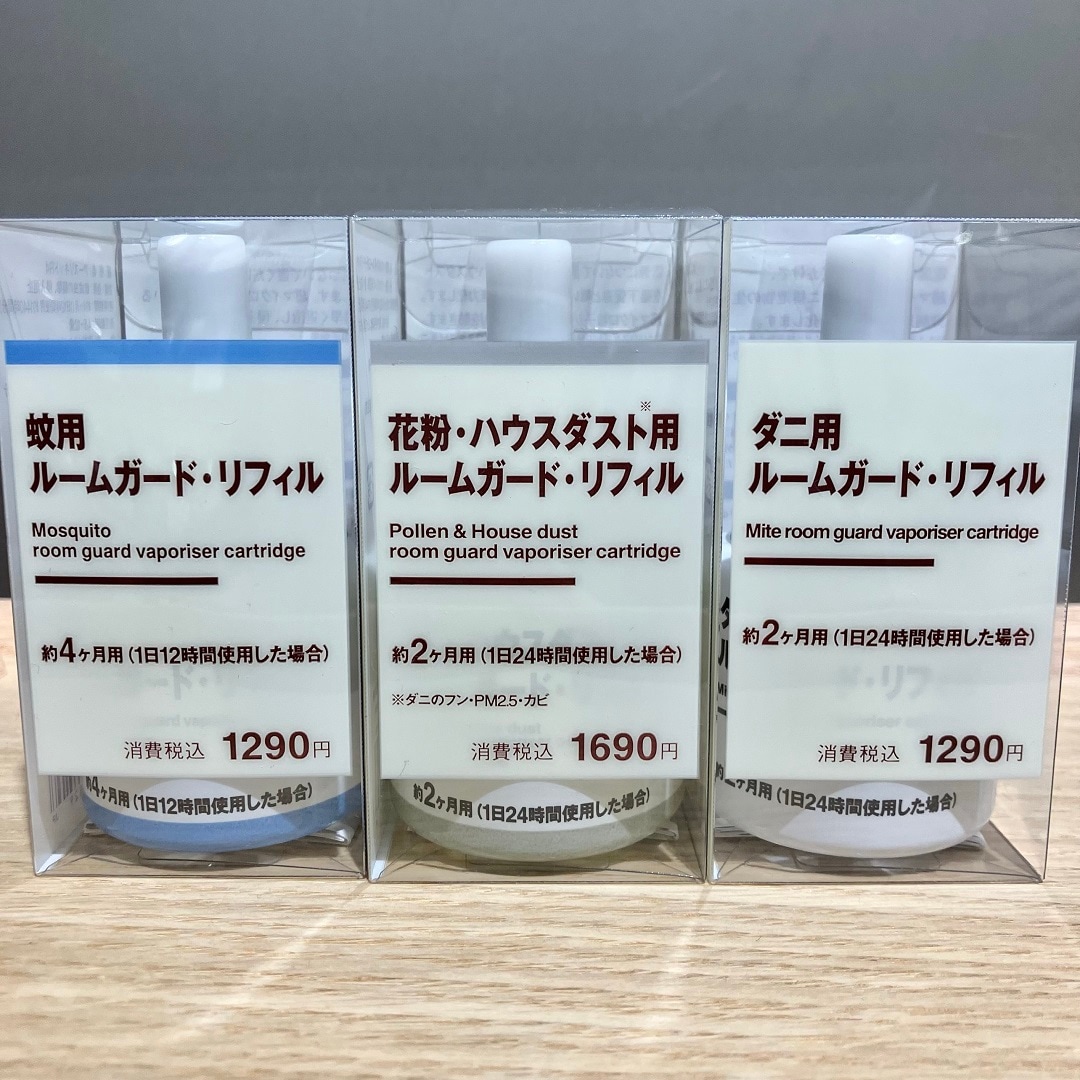 蚊用
ルームガード・リフィル
Mosquito
room guard vaporiser cartridge
約4ヶ月用(1日12時間使用した場合)
消費税込 1290円
約4ヶ月用(1日12時間使用した場合)
花粉・ハウスダスト※用
ルームガード・リフィル
Pollen & House dust
room guard vaporiser cartridge
約2ヶ月用(1日24時間使用した場合)
※ダニのフン・PM2.5・カビ
消費税込 1690円
約2ヶ月用(1日24時間使用した場合)
ダニ用
ルームガード・リフィル
Mite room guard vaporiser cartridge
約2ヶ月用(1日24時間使用した場合)
消費税込 1290円
約2ヶ月用(1日24時間使用した場合)